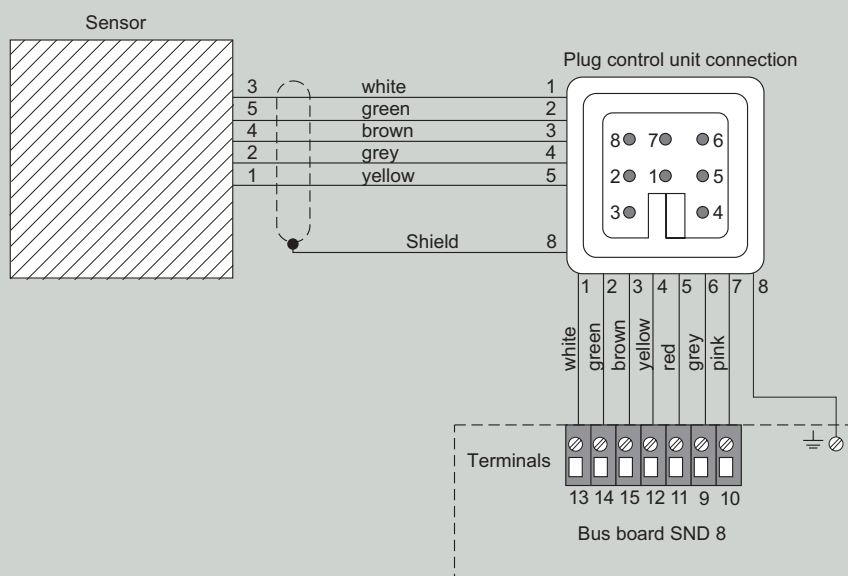 Sensor
Plug control unit connection
3 white 1
5 green 2
4 brown 3
2 grey 4
1 yellow 5
Shield 8
8 7 6
2 1 5
3 4
1 2 3 4 5 6 7 8
white
green
brown
yellow
red
grey
pink
Terminals
13 14 15 12 11 9 10
Bus board SND 8